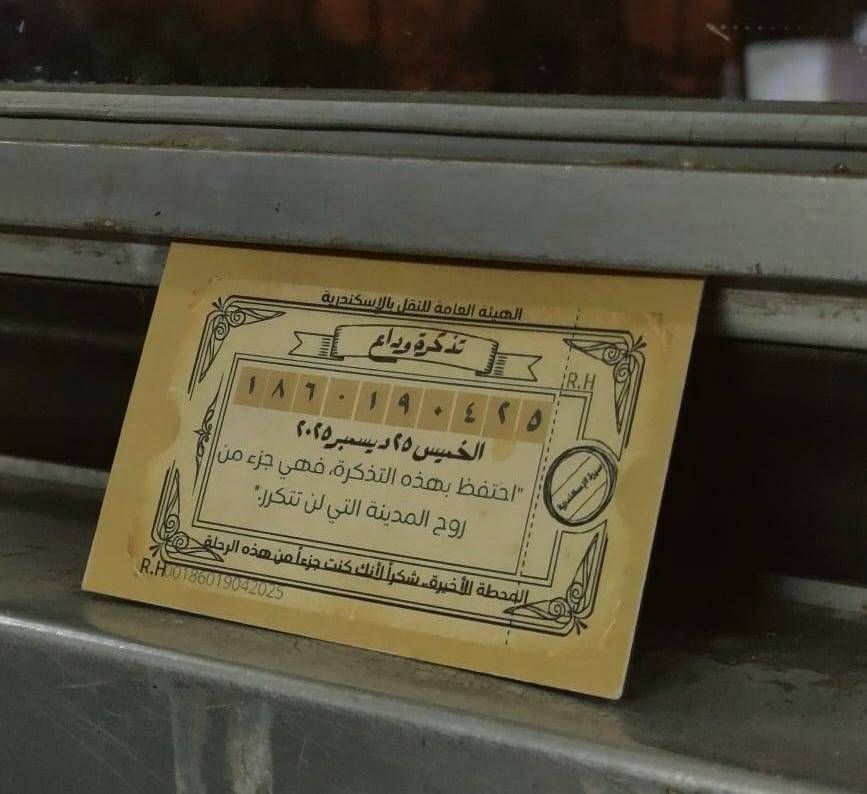 الهيئة العامة للنقل بالإسكندرية
تذكرة وداع
R.H
١٨٦٠١٩٠٤٢٥
الخميس ٢٥ ديسمبر ٢٠٢٥
"احتفظ بهذه التذكرة، فهي جزء من
روح المدينة التي لن تتكرر."
المحطة الأخيرة.. شكراً لأنك كنت جزءاً من هذه الرحلة
R.H
00186019042025